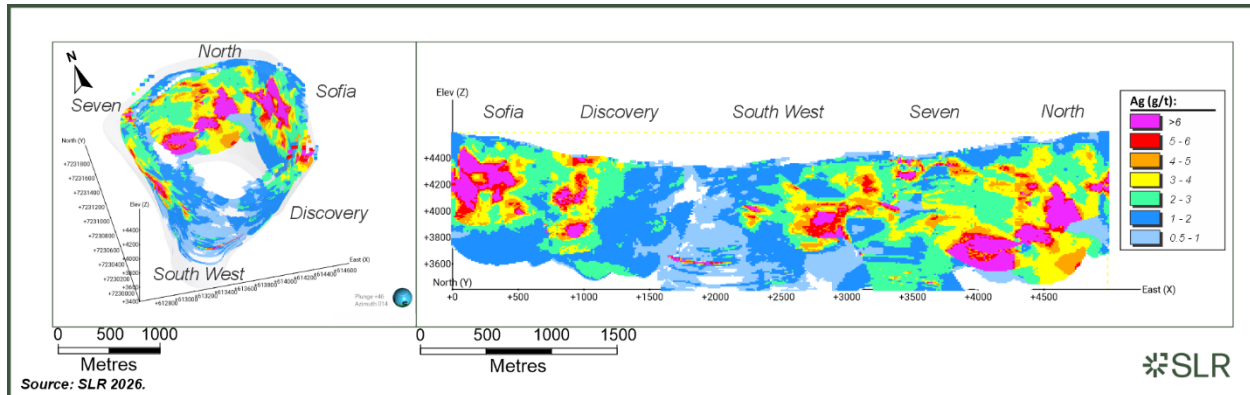 N
North
Sofia
Seven
Discovery
South West
North (Y)
+7231800
+7231600
+7231400
+7231200
+7231000
+7230800
+7230600
+7230400
+7230200
+7230000
Elev (Z)
+4400
+4200
+4000
+3800
+3600
+3400
East (X)
+612800
+613000
+613200
+613400
+613600
+613800
+614000
+614200
+614400
+614600
Plunge +46
Azimuth 014
0 500 1000
Metres
Source: SLR 2026.
Elev (Z)
Sofia Discovery South West Seven North
+4400
+4200
+4000
+3800
+3600
North (Y)
+0 +500 +1000 +1500 +2000 +2500 +3000 +3500 +4000 +4500
East (X)
0 500 1000 1500
Metres
Ag (g/t):
>6
5 - 6
4 - 5
3 - 4
2 - 3
1 - 2
0.5 - 1
SLR